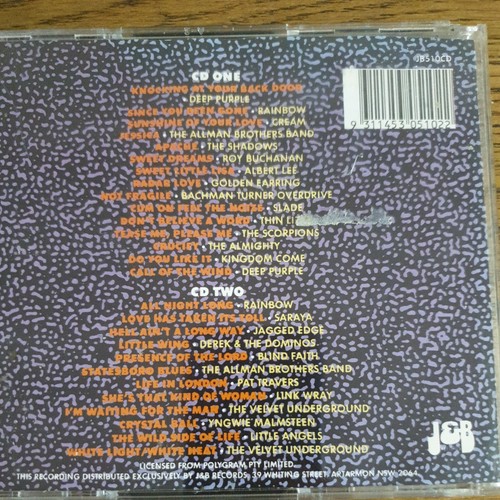 CD ONE
JB510CD
KNOCKING AT YOUR BACK DOOR
• DEEP PURPLE
SINCE YOU BEEN GONE • RAINBOW
SUNSHINE OF YOUR LOVE • CREAM
JESSICA • THE ALLMAN BROTHERS BAND
9 311453 051022
APACHE • THE SHADOWS
SWEET DREAMS • ROY BUCHANAN
SWEET LITTLE LISA • ALBERT LEE
RADAR LOVE • GOLDEN EARRING
NOT FRAGILE • BACHMAN TURNER OVERDRIVE
CUM ON FEEL THE NOIZE • SLADE
DON'T BELIEVE A WORD • THIN LI
TEASE ME, PLEASE ME • THE SCORPIONS
CRUCIFY • THE ALMIGHTY
DO YOU LIKE IT • KINGDOM COME
CALL OF THE WIND • DEEP PURPLE
CD TWO
ALL NIGHT LONG • RAINBOW
LOVE HAS TAKEN ITS TOLL • SARAYA
HELL AIN'T A LONG WAY • JAGGED EDGE
LITTLE WING • DEREK & THE DOMINOS
PRESENCE OF THE LORD • BLIND FAITH
STATESBORO BLUES • THE ALLMAN BROTHERS BAND
LIFE IN LONDON • PAT TRAVERS
SHE'S THAT KIND OF WOMAN • LINK WRAY
I'M WAITING FOR THE MAN • THE VELVET UNDERGROUND
CRYSTAL BALL • YNGWIE MALMSTEEN
THE WILD SIDE OF LIFE • LITTLE ANGELS
WHITE LIGHT/WHITE HEAT • THE VELVET UNDERGROUND
J&B
LICENSED FROM POLYGRAM PTY LIMITED.
THIS RECORDING DISTRIBUTED EXCLUSIVELY BY J&B RECORDS, 39 WHITING STREET, ARTARMON NSW 2064.